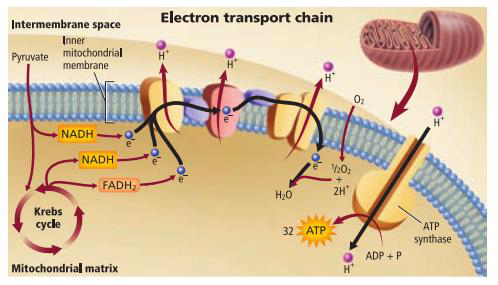 Electron transport chain
Intermembrane space
Inner
mitochondrial
membrane
Pyruvate
H+
H+
H+
H+
O₂
NADH
e-
e-
NADH
e-
FADH₂
e-
e-
½O₂
+
2H+
H₂O
Krebs
cycle
32 ATP
ATP
synthase
ADP + P
H+
Mitochondrial matrix